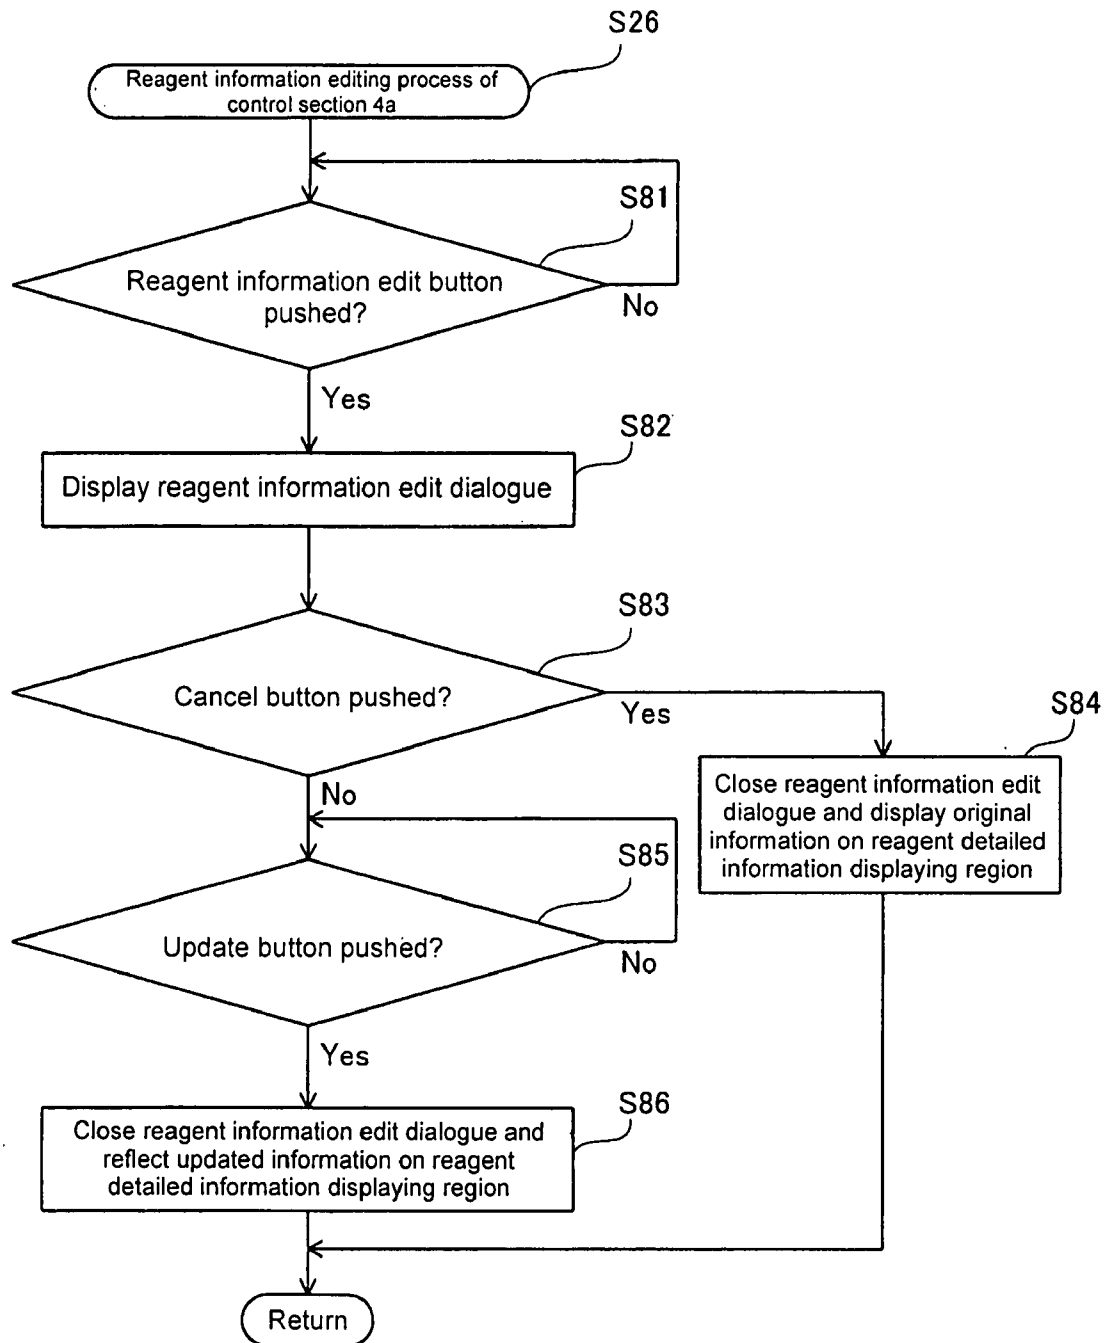 S26
Reagent information editing process of
control section 4a
S81
Reagent information edit button
pushed?
No
Yes
S82
Display reagent information edit dialogue
S83
Cancel button pushed?
Yes
S84
No
Close reagent information edit
dialogue and display original
information on reagent detailed
information displaying region
S85
Update button pushed?
No
Yes
S86
Close reagent information edit dialogue and
reflect updated information on reagent
detailed information displaying region
Return